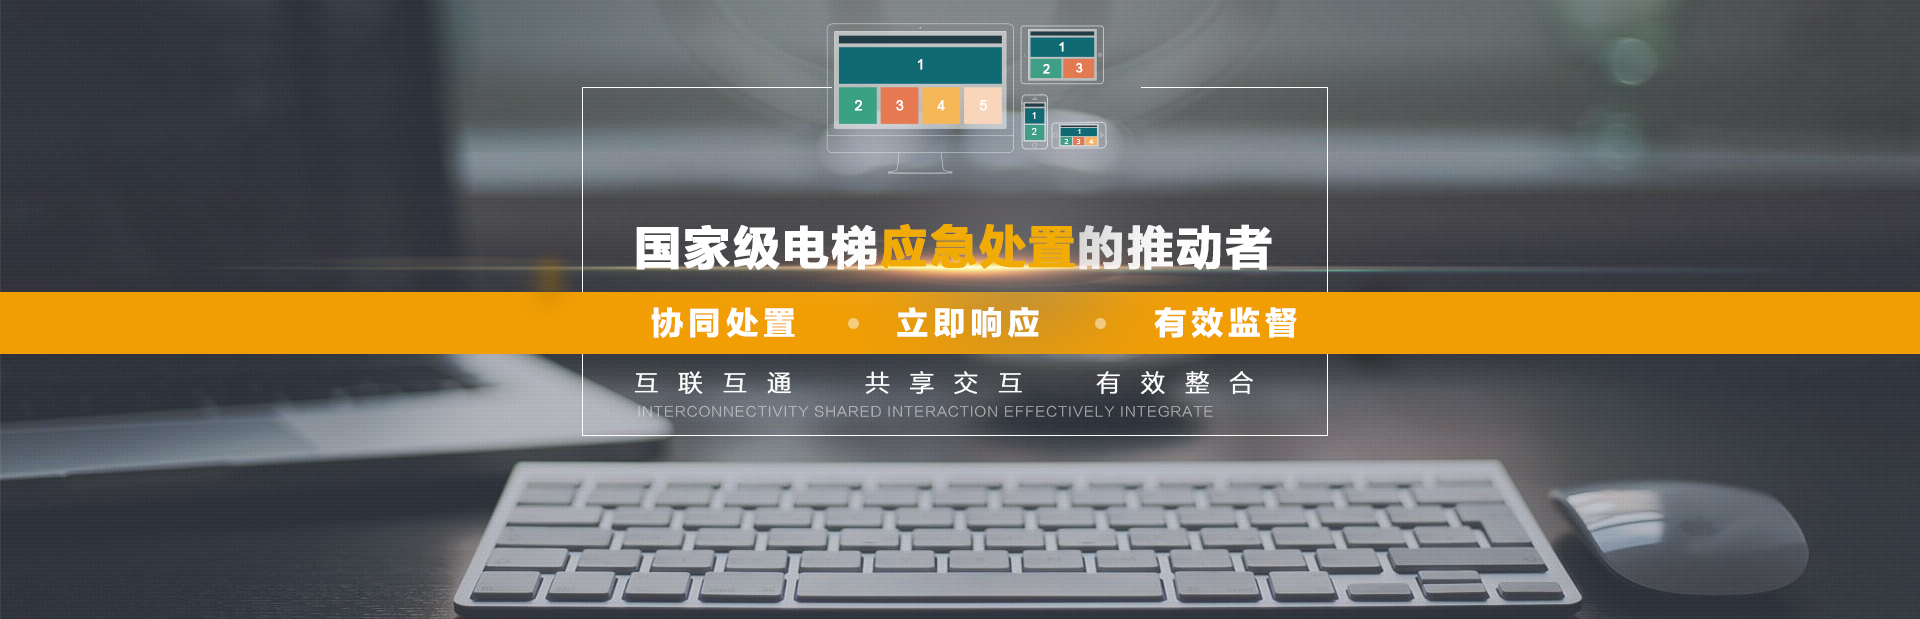 1
2 3 4 5
1
2 3
1
2
1
2 3 4
国家级电梯应急处置的推动者
协同处置 • 立即响应 • 有效监督
互联互通 共享交互 有效整合
INTERCONNECTIVITY SHARED INTERACTION EFFECTIVELY INTEGRATE